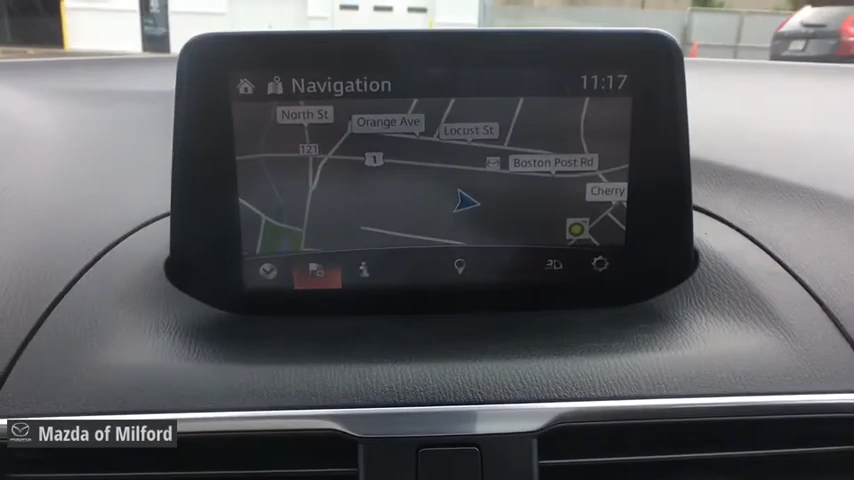 Navigation
11:17
North St
Orange Ave
Locust St
121
1
Boston Post Rd
Cherry
3D
Mazda of Milford